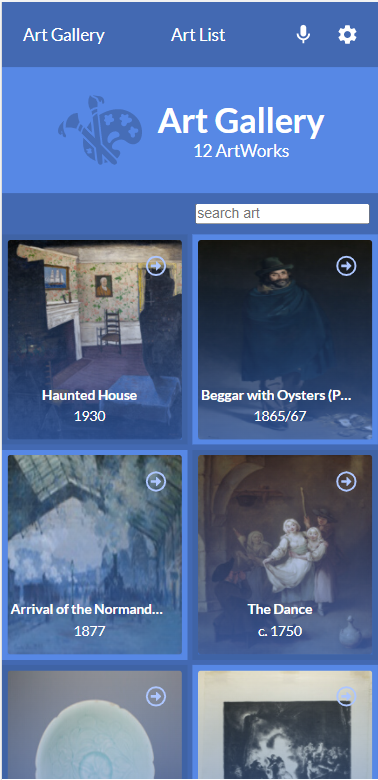 Art Gallery
Art List
Art Gallery
12 ArtWorks
search art
Haunted House
1930
Beggar with Oysters (P...
1865/67
Arrival of the Normand...
1877
The Dance
c. 1750